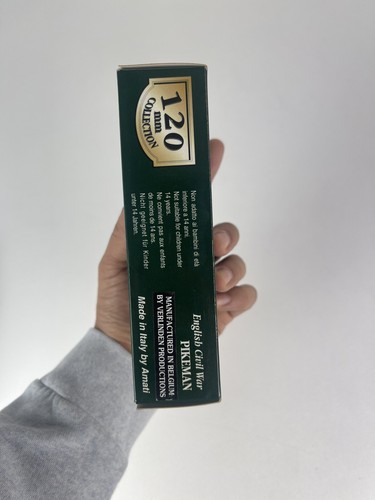 120
mm
COLLECTION
Non adatto ai bambini di età
inferiore a 14 anni.
Not suitable for children under
14 years.
Ne convient pas aux enfants
de moins de 14 ans.
Nicht geeignet für Kinder
unter 14 Jahren.
English Civil War
PIKEMAN
MANUFACTURED IN BELGIUM
BY VERLINDEN PRODUCTIONS
Made in Italy by Amati